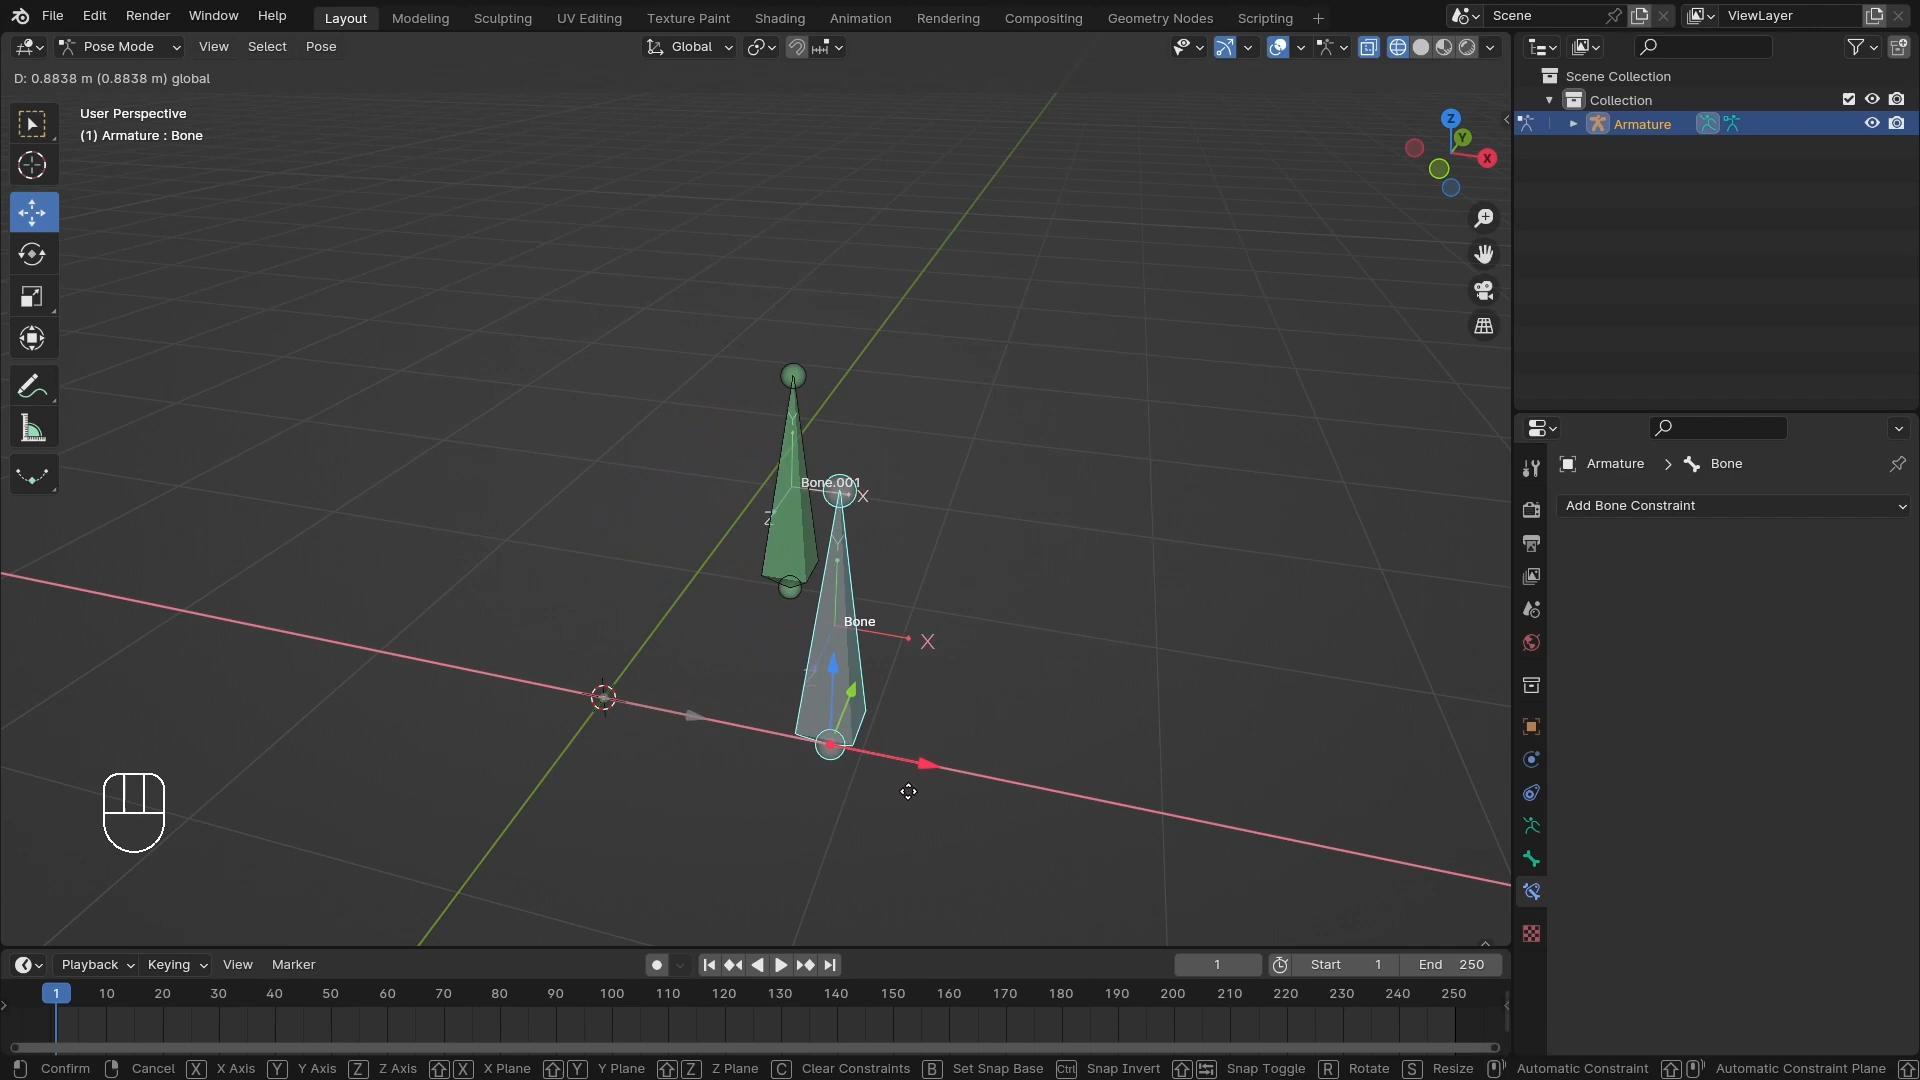 File Edit Render Window Help Layout Modeling Sculpting UV Editing Texture Paint Shading Animation Rendering Compositing Geometry Nodes Scripting + Scene ViewLayer
Pose Mode View Select Pose Global
D: 0.8838 m (0.8838 m) global
User Perspective
(1) Armature : Bone
Z
Y
X
Bone.001
X
Y
Z
Bone
X
Y
Z
Scene Collection
Collection
Armature
Armature > Bone
Add Bone Constraint
Playback Keying View Marker 1 Start 1 End 250
1 10 20 30 40 50 60 70 80 90 100 110 120 130 140 150 160 170 180 190 200 210 220 230 240 250
Confirm Cancel X X Axis Y Y Axis Z Z Axis X X Plane Y Y Plane Z Z Plane C Clear Constraints B Set Snap Base Ctrl Snap Invert Snap Toggle R Rotate S Resize Automatic Constraint Automatic Constraint Plane